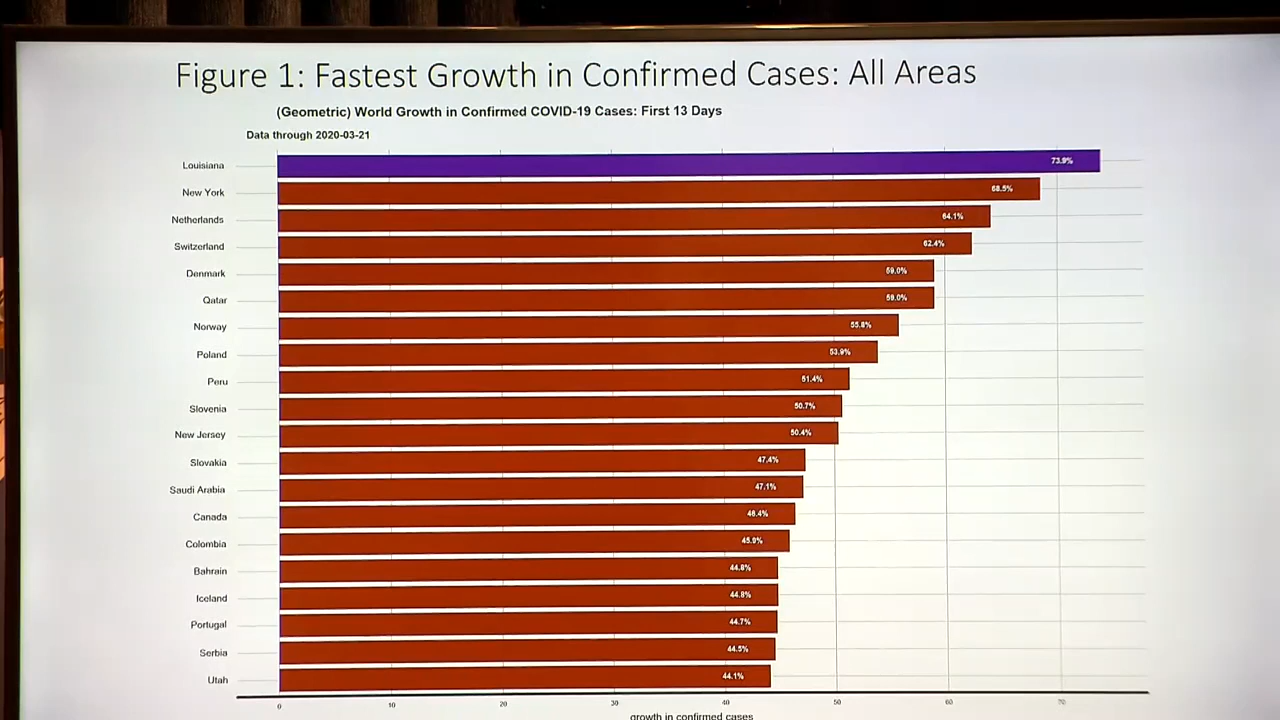 Figure 1: Fastest Growth in Confirmed Cases: All Areas
(Geometric) World Growth in Confirmed COVID-19 Cases: First 13 Days
Data through 2020-03-21
Louisiana 73.9%
New York 68.5%
Netherlands 64.1%
Switzerland 62.4%
Denmark 59.0%
Qatar 59.0%
Norway 55.8%
Poland 53.9%
Peru 51.4%
Slovenia 50.7%
New Jersey 50.4%
Slovakia 47.4%
Saudi Arabia 47.1%
Canada 46.4%
Colombia 45.9%
Bahrain 44.8%
Iceland 44.8%
Portugal 44.7%
Serbia 44.5%
Utah 44.1%
0 10 20 30 40 50 60 70
growth in confirmed cases